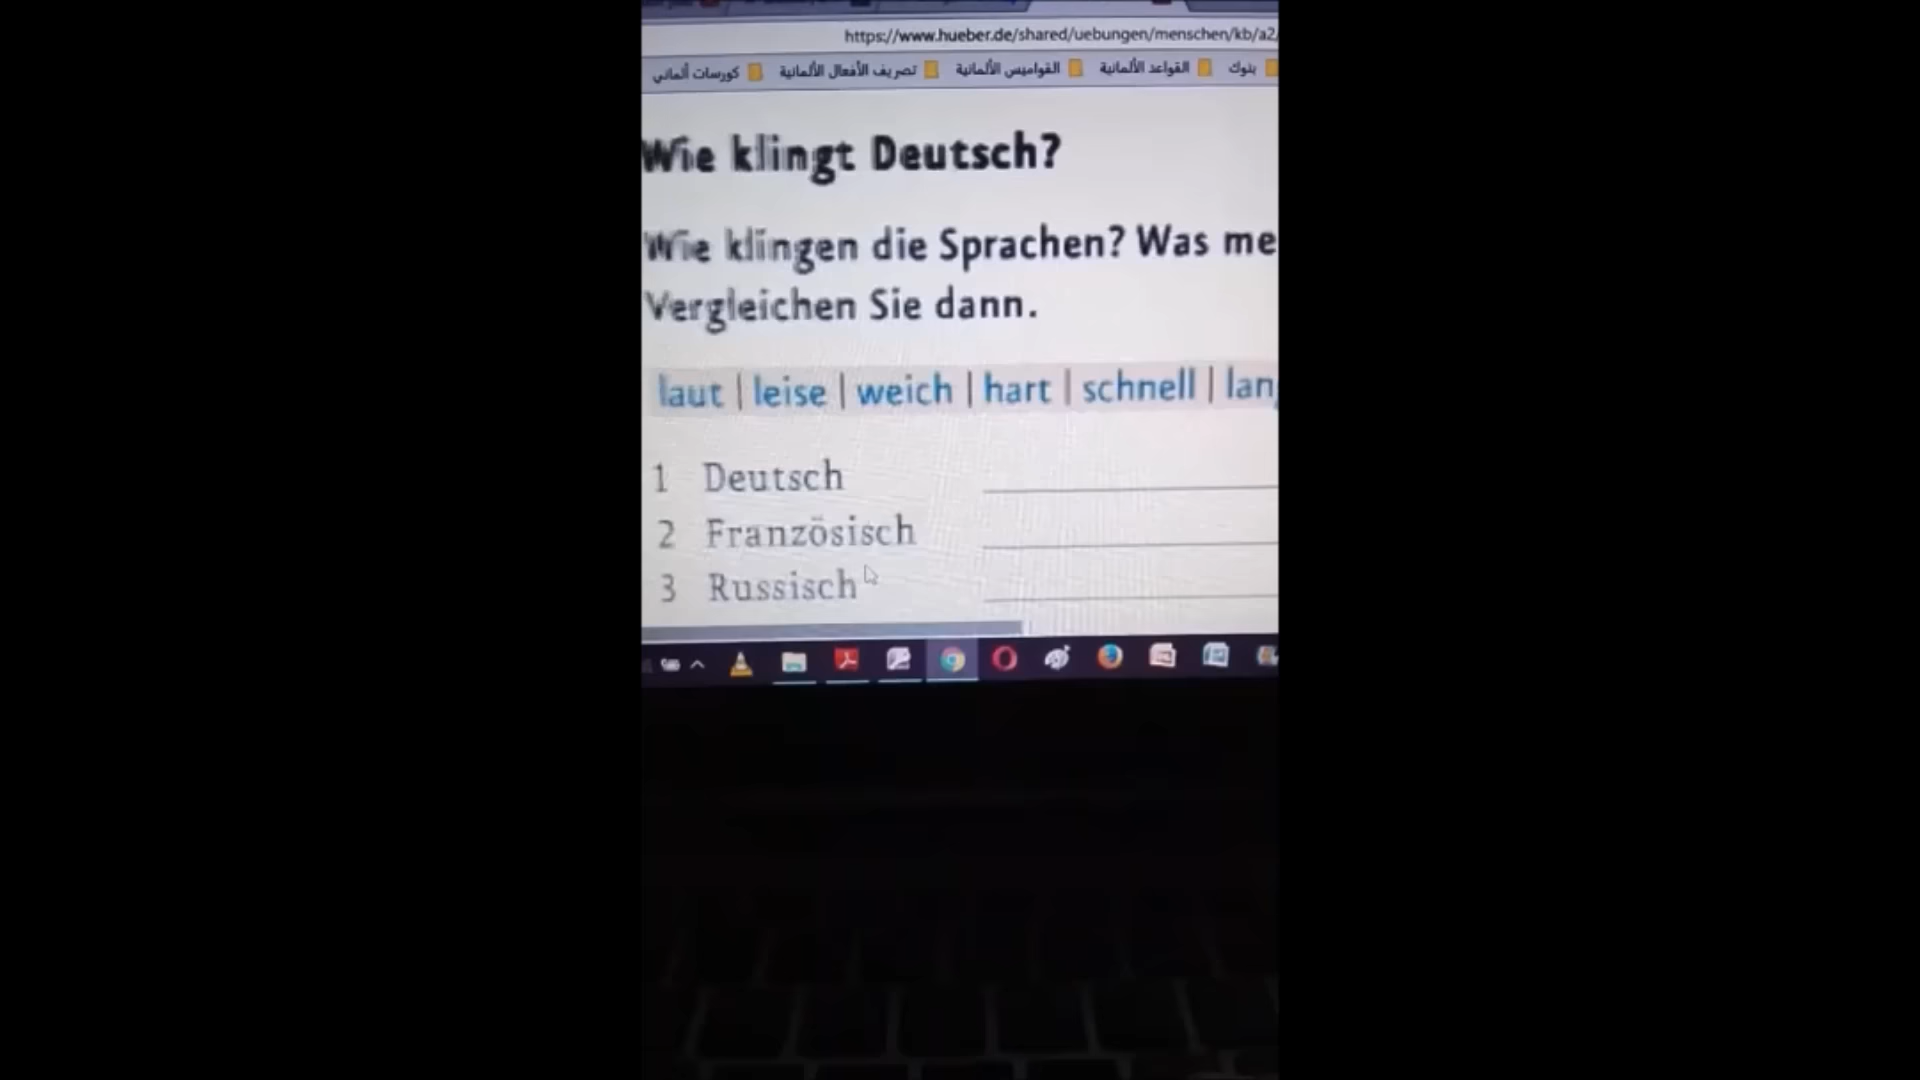 https://www.hueber.de/shared/uebungen/menschen/kb/a2/
كورسات ألماني تصريف الأفعال الألمانية القواميس الألمانية القواعد الألمانية بنوك
Wie klingt Deutsch?
Wie klingen die Sprachen? Was me
Vergleichen Sie dann.
laut | leise | weich | hart | schnell | lang
1 Deutsch
2 Französisch
3 Russisch